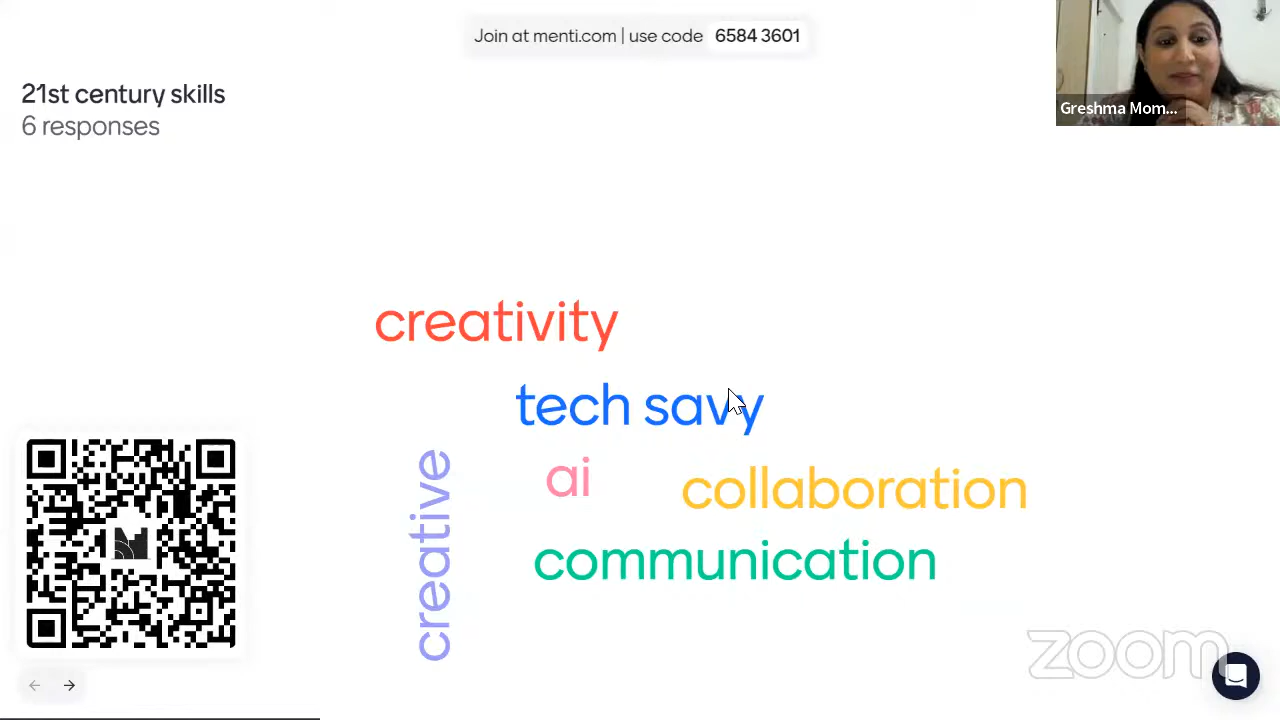 Join at menti.com | use code 6584 3601
21st century skills
6 responses
Greshma Mom...
creativity
tech savy
ai
collaboration
creative
communication
zoom